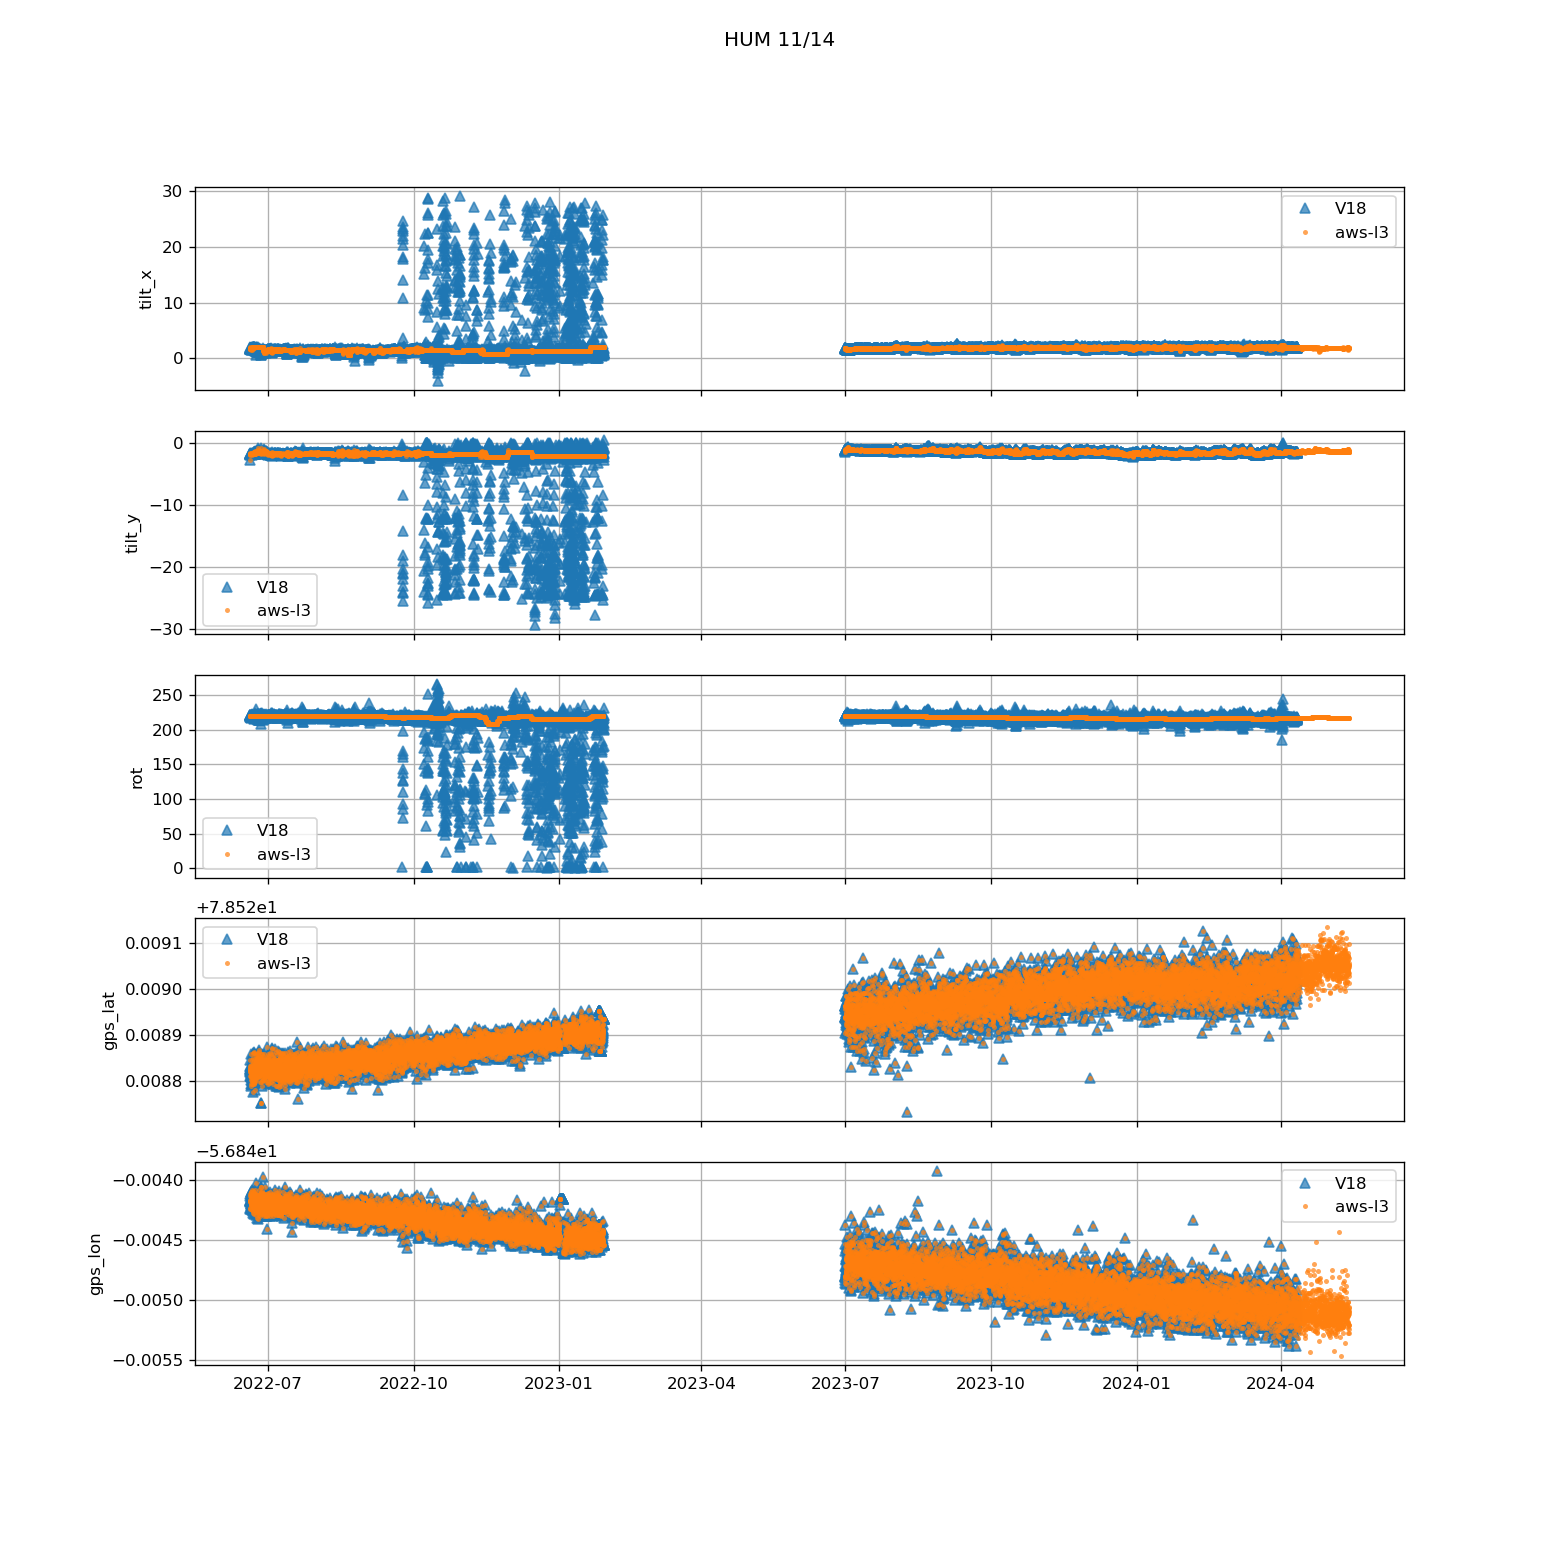 HUM 11/14
30
20
10
0
tilt_x
V18
aws-l3
0
−10
−20
−30
tilt_y
V18
aws-l3
250
200
150
100
50
0
rot
V18
aws-l3
+7.852e1
0.0091
0.0090
0.0089
0.0088
gps_lat
V18
aws-l3
−5.684e1
−0.0040
−0.0045
−0.0050
−0.0055
gps_lon
V18
aws-l3
2022-07 2022-10 2023-01 2023-04 2023-07 2023-10 2024-01 2024-04